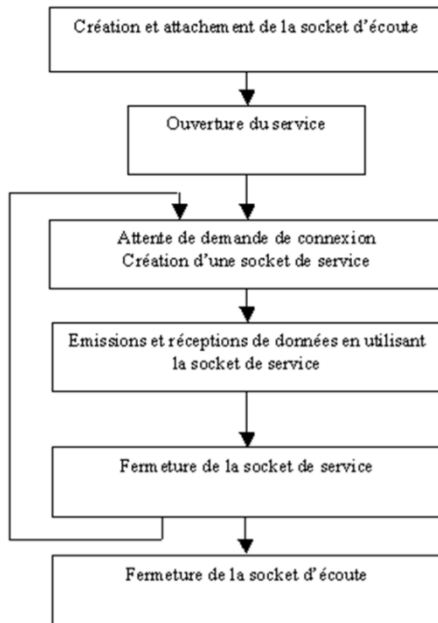 Création et attachement de la socket d'écoute
Ouverture du service
Attente de demande de connexion
Création d'une socket de service
Emissions et réceptions de données en utilisant
la socket de service
Fermeture de la socket de service
Fermeture de la socket d'écoute